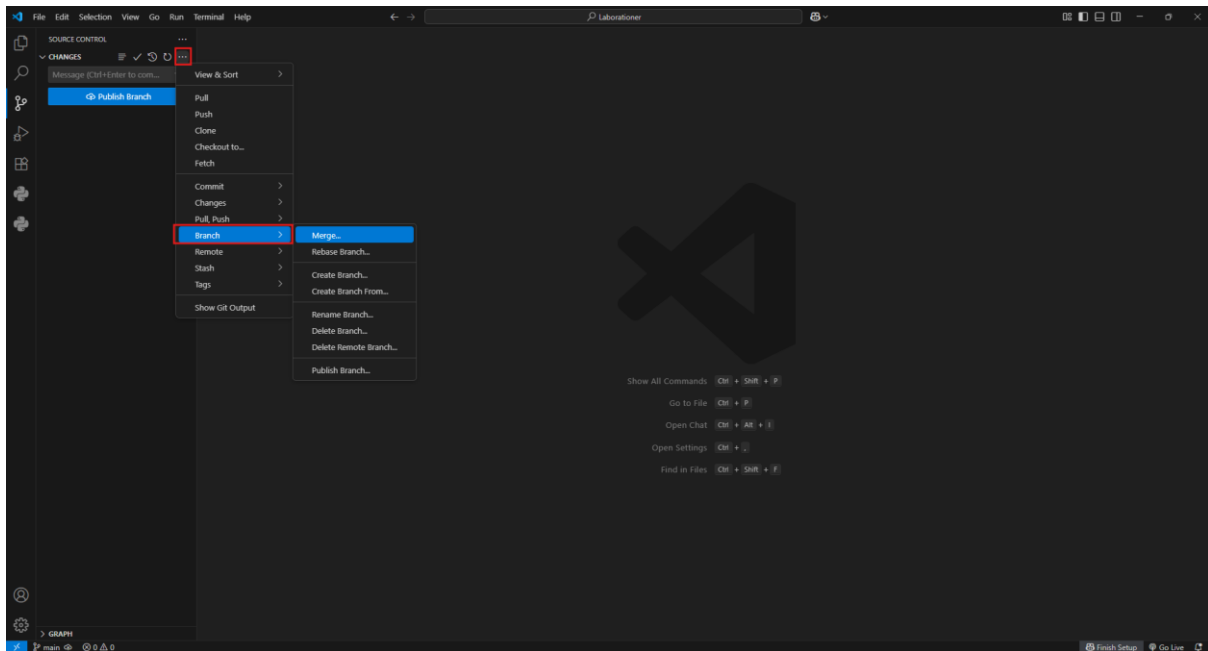 File Edit Selection View Go Run Terminal Help
Laborationer
SOURCE CONTROL
CHANGES
Message (Ctrl+Enter to com...
Publish Branch
View & Sort
Pull
Push
Clone
Checkout to...
Fetch
Commit
Changes
Pull, Push
Branch
Remote
Stash
Tags
Show Git Output
Merge...
Rebase Branch...
Create Branch...
Create Branch From...
Rename Branch...
Delete Branch...
Delete Remote Branch...
Publish Branch...
Show All Commands Ctrl + Shift + P
Go to File Ctrl + P
Open Chat Ctrl + Alt + I
Open Settings Ctrl + ,
Find in Files Ctrl + Shift + F
GRAPH
main 0 0 Finish Setup Go Live